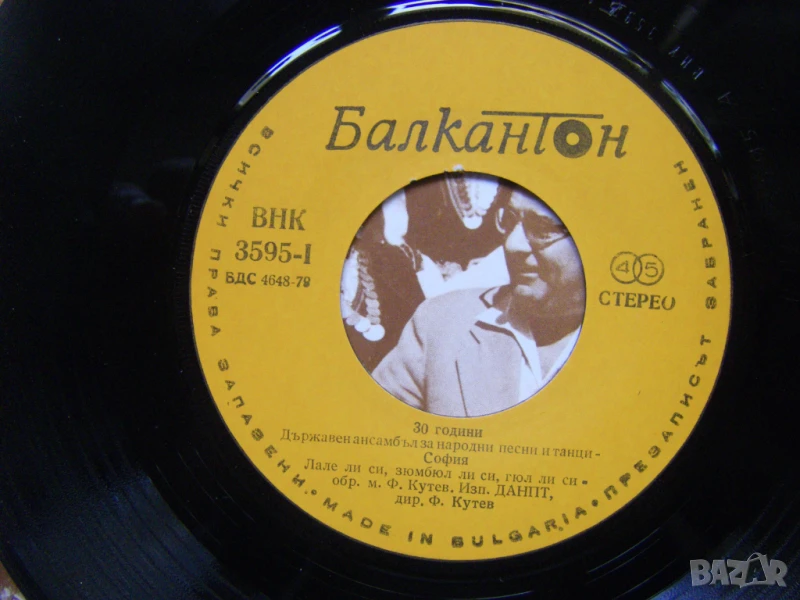 Балкантон
ВНК
3595-I
БДС 4648-79
45
СТЕРЕО
30 години
Държавен ансамбъл за народни песни и танци -
София
Лале ли си, зюмбюл ли си, гюл ли си -
обр. м. Ф. Кутев. Изп. ДАНПТ,
дир. Ф. Кутев
ВСИЧКИ ПРАВА ЗАПАЗЕНИ. • MADE IN BULGARIA • ПРЕЗАПИСЪТ ЗАБРАНЕН
BAZAR